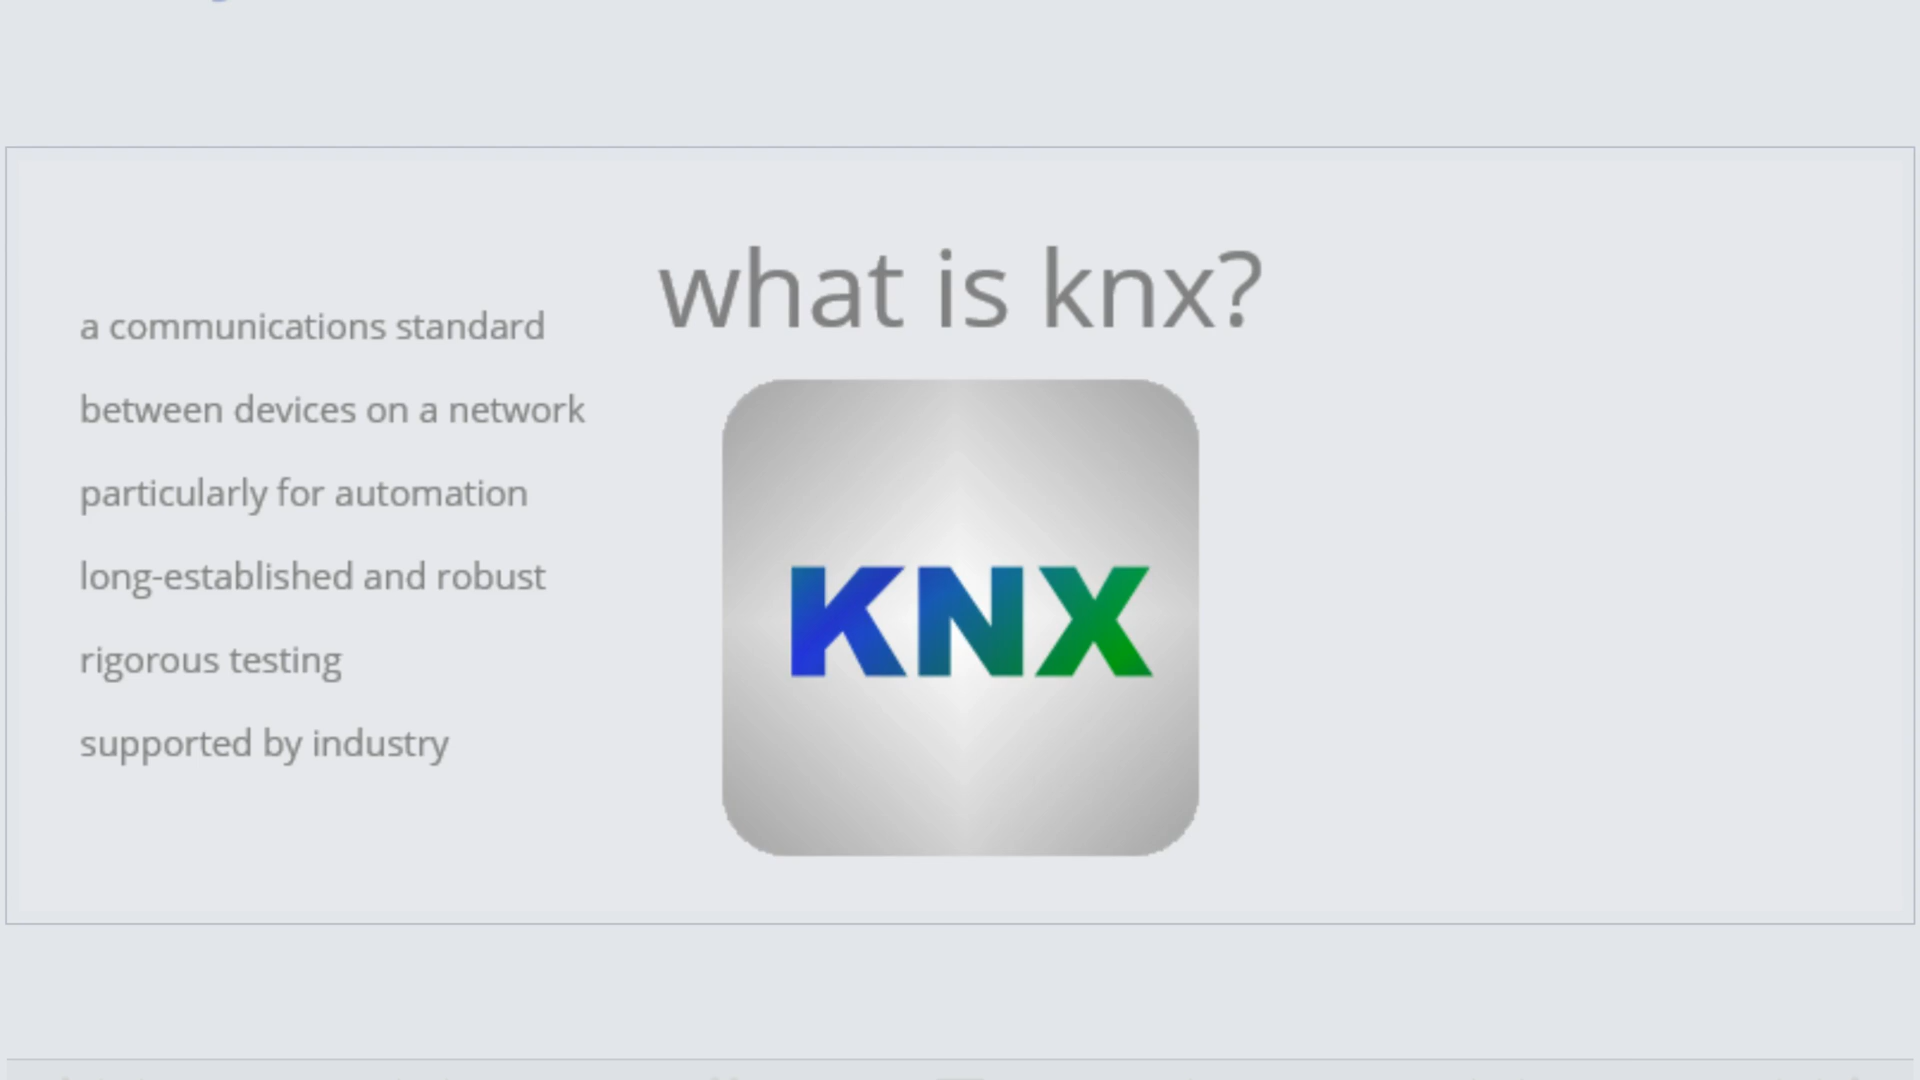 what is knx?
a communications standard
between devices on a network
particularly for automation
long-established and robust
rigorous testing
supported by industry
KNX